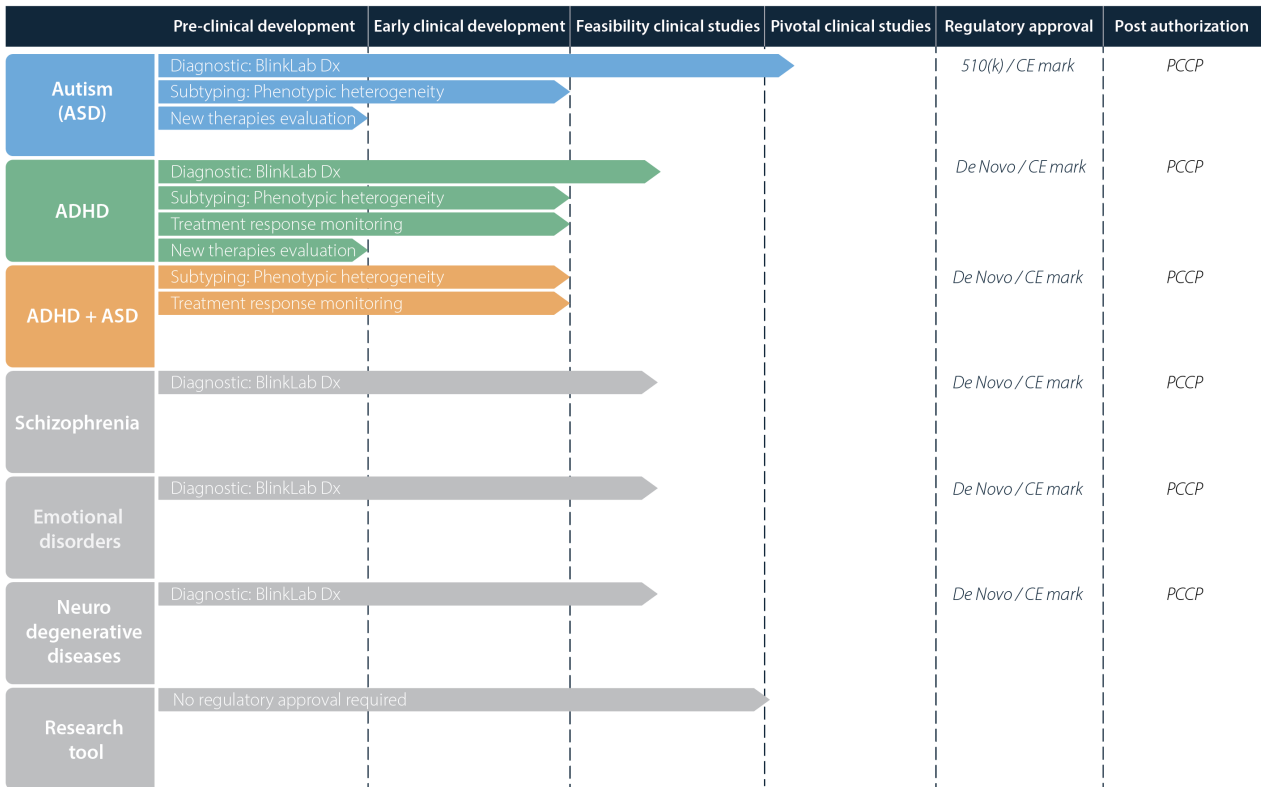 Pre-clinical development Early clinical development Feasibility clinical studies Pivotal clinical studies Regulatory approval Post authorization
Autism
(ASD)
Diagnostic: BlinkLab Dx 510(k) / CE mark PCCP
Subtyping: Phenotypic heterogeneity
New therapies evaluation
ADHD
Diagnostic: BlinkLab Dx De Novo / CE mark PCCP
Subtyping: Phenotypic heterogeneity
Treatment response monitoring
New therapies evaluation
ADHD + ASD
Subtyping: Phenotypic heterogeneity De Novo / CE mark PCCP
Treatment response monitoring
Schizophrenia
Diagnostic: BlinkLab Dx De Novo / CE mark PCCP
Emotional
disorders
Diagnostic: BlinkLab Dx De Novo / CE mark PCCP
Neuro
degenerative
diseases
Diagnostic: BlinkLab Dx De Novo / CE mark PCCP
Research
tool
No regulatory approval required